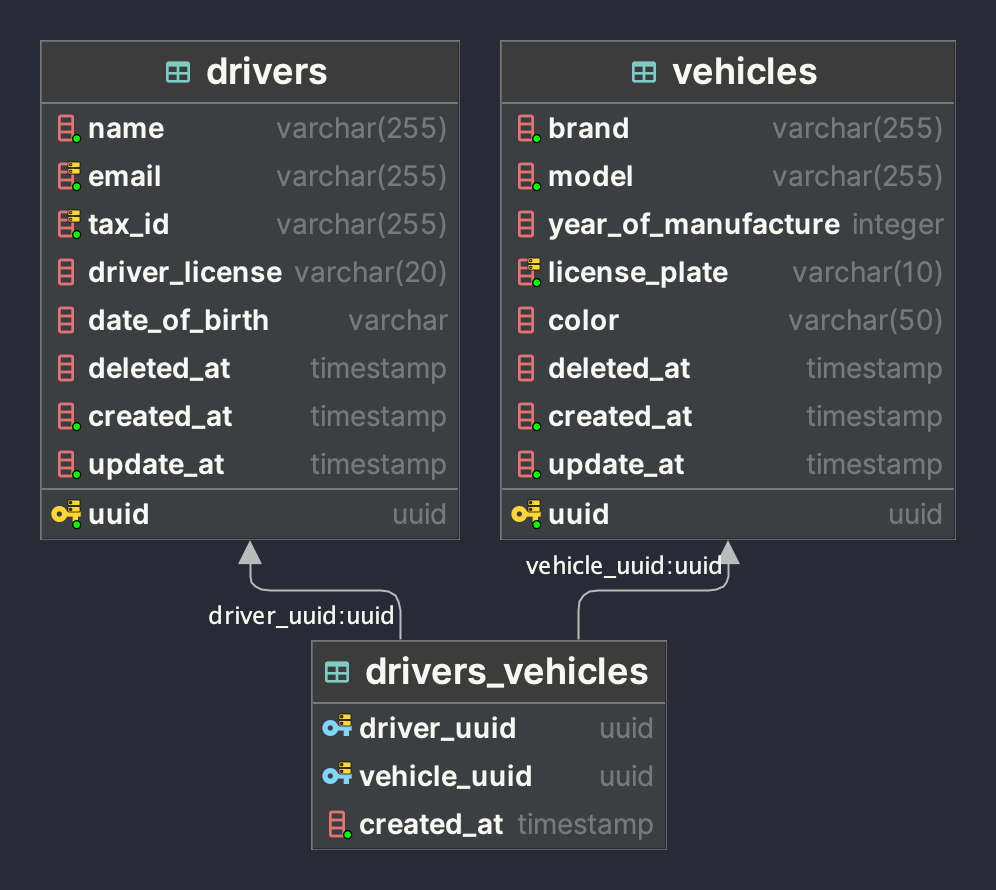 drivers
name varchar(255)
email varchar(255)
tax_id varchar(255)
driver_license varchar(20)
date_of_birth varchar
deleted_at timestamp
created_at timestamp
update_at timestamp
uuid uuid
vehicles
brand varchar(255)
model varchar(255)
year_of_manufacture integer
license_plate varchar(10)
color varchar(50)
deleted_at timestamp
created_at timestamp
update_at timestamp
uuid uuid
vehicle_uuid:uuid
driver_uuid:uuid
drivers_vehicles
driver_uuid uuid
vehicle_uuid uuid
created_at timestamp